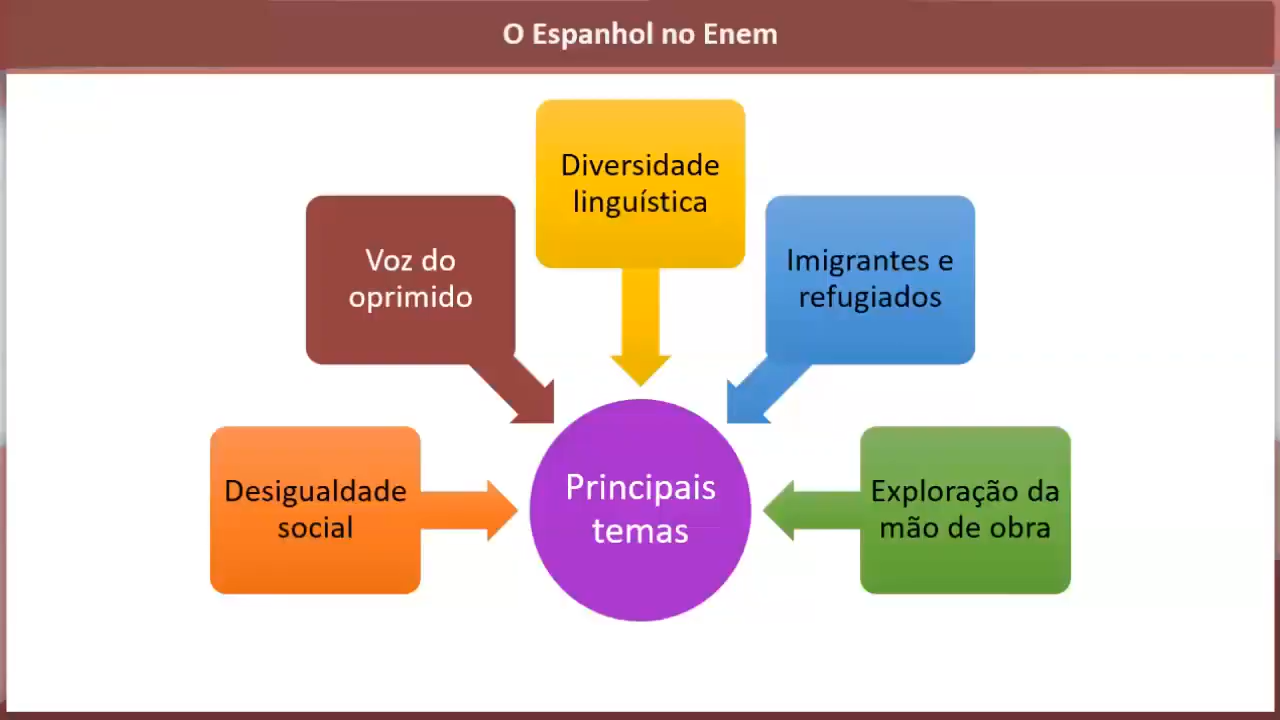 O Espanhol no Enem
Diversidade
linguística
Voz do
oprimido
Imigrantes e
refugiados
Desigualdade
social
Principais
temas
Exploração da
mão de obra